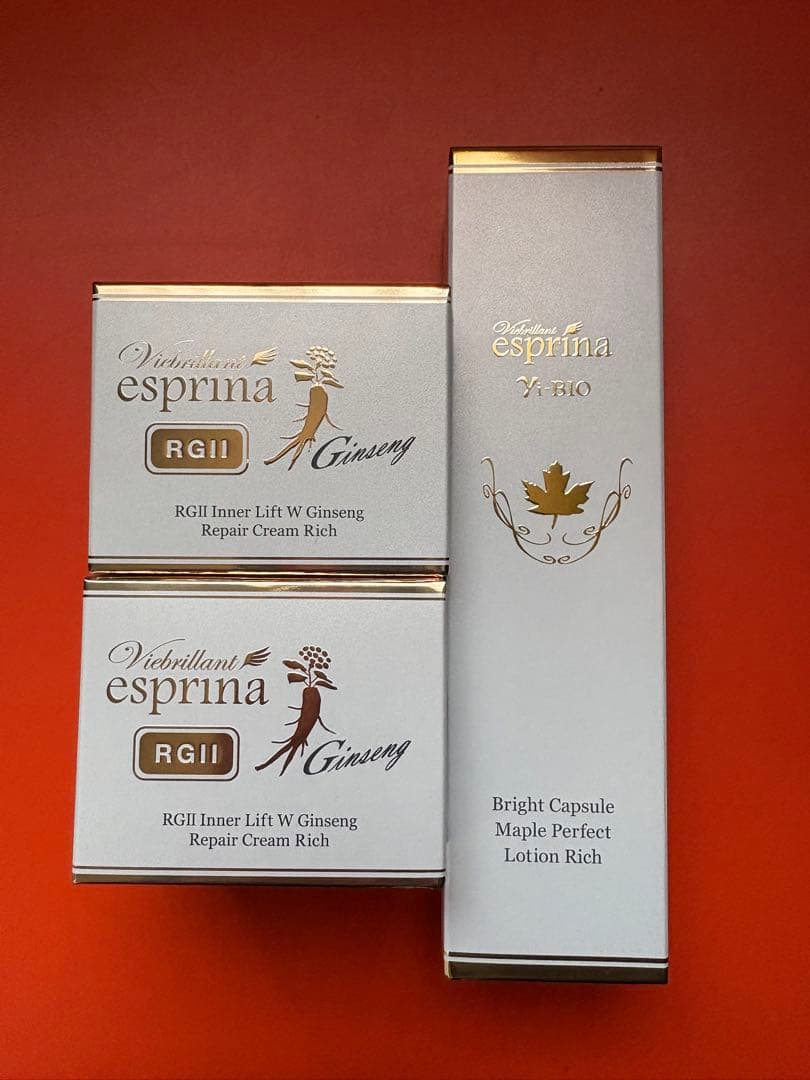 Viebrillant
esprina
RGII
Ginseng
RGII Inner Lift W Ginseng
Repair Cream Rich
Viebrillant
esprina
RGII
Ginseng
RGII Inner Lift W Ginseng
Repair Cream Rich
Viebrillant
esprina
Yi-BIO
Bright Capsule
Maple Perfect
Lotion Rich